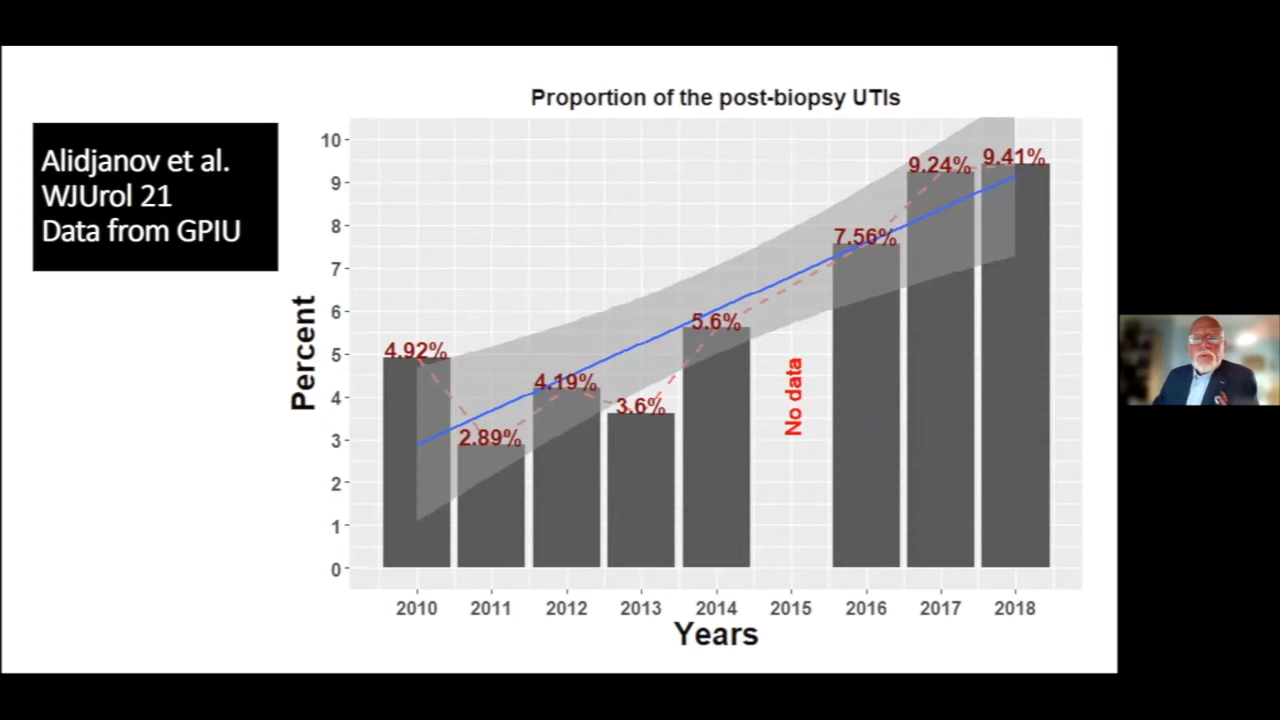 Proportion of the post-biopsy UTIs
Alidjanov et al.
WJUrol 21
Data from GPIU
Percent
10
9
8
7
6
5
4
3
2
1
0
4.92%
2.89%
4.19%
3.6%
5.6%
No data
7.56%
9.24%
9.41%
2010 2011 2012 2013 2014 2015 2016 2017 2018
Years